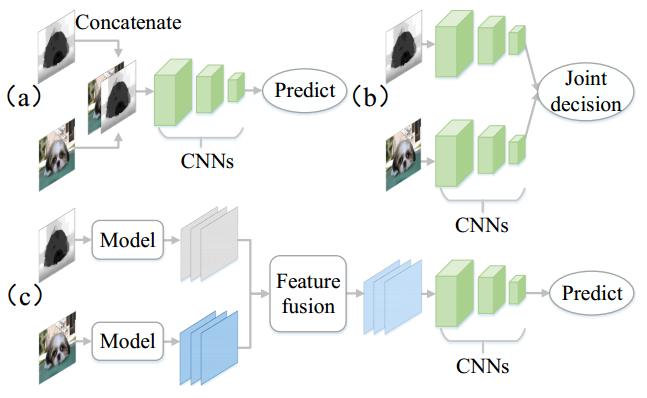 Concatenate
(a)
Predict
CNNs
(b)
Joint
decision
CNNs
(c)
Model
Model
Feature
fusion
CNNs
Predict